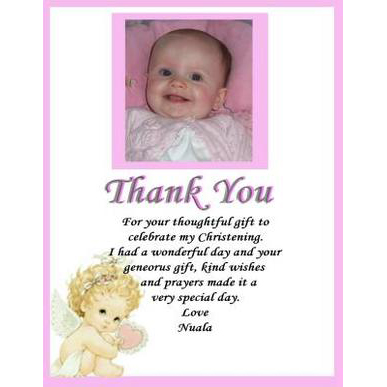 Thank You
For your thoughtful gift to
celebrate my Christening.
I had a wonderful day and your
geneorus gift, kind wishes
and prayers made it a
very special day.
Love
Nuala